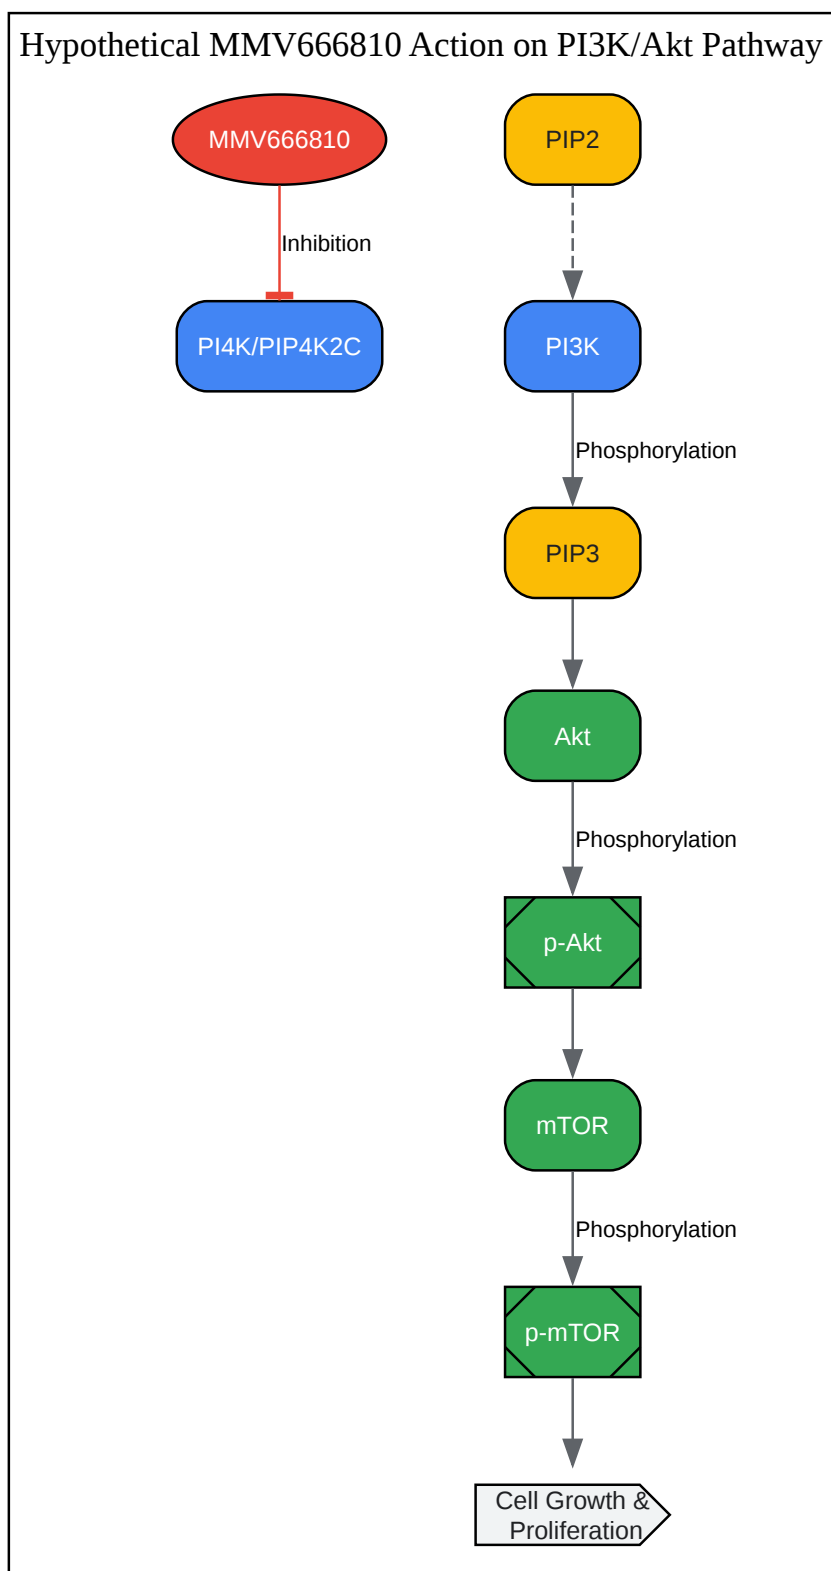 Hypothetical MMV666810 Action on PI3K/Akt Pathway
MMV666810
PIP2
Inhibition
PI4K/PIP4K2C
PI3K
Phosphorylation
PIP3
Akt
Phosphorylation
p-Akt
mTOR
Phosphorylation
p-mTOR
Cell Growth &
Proliferation